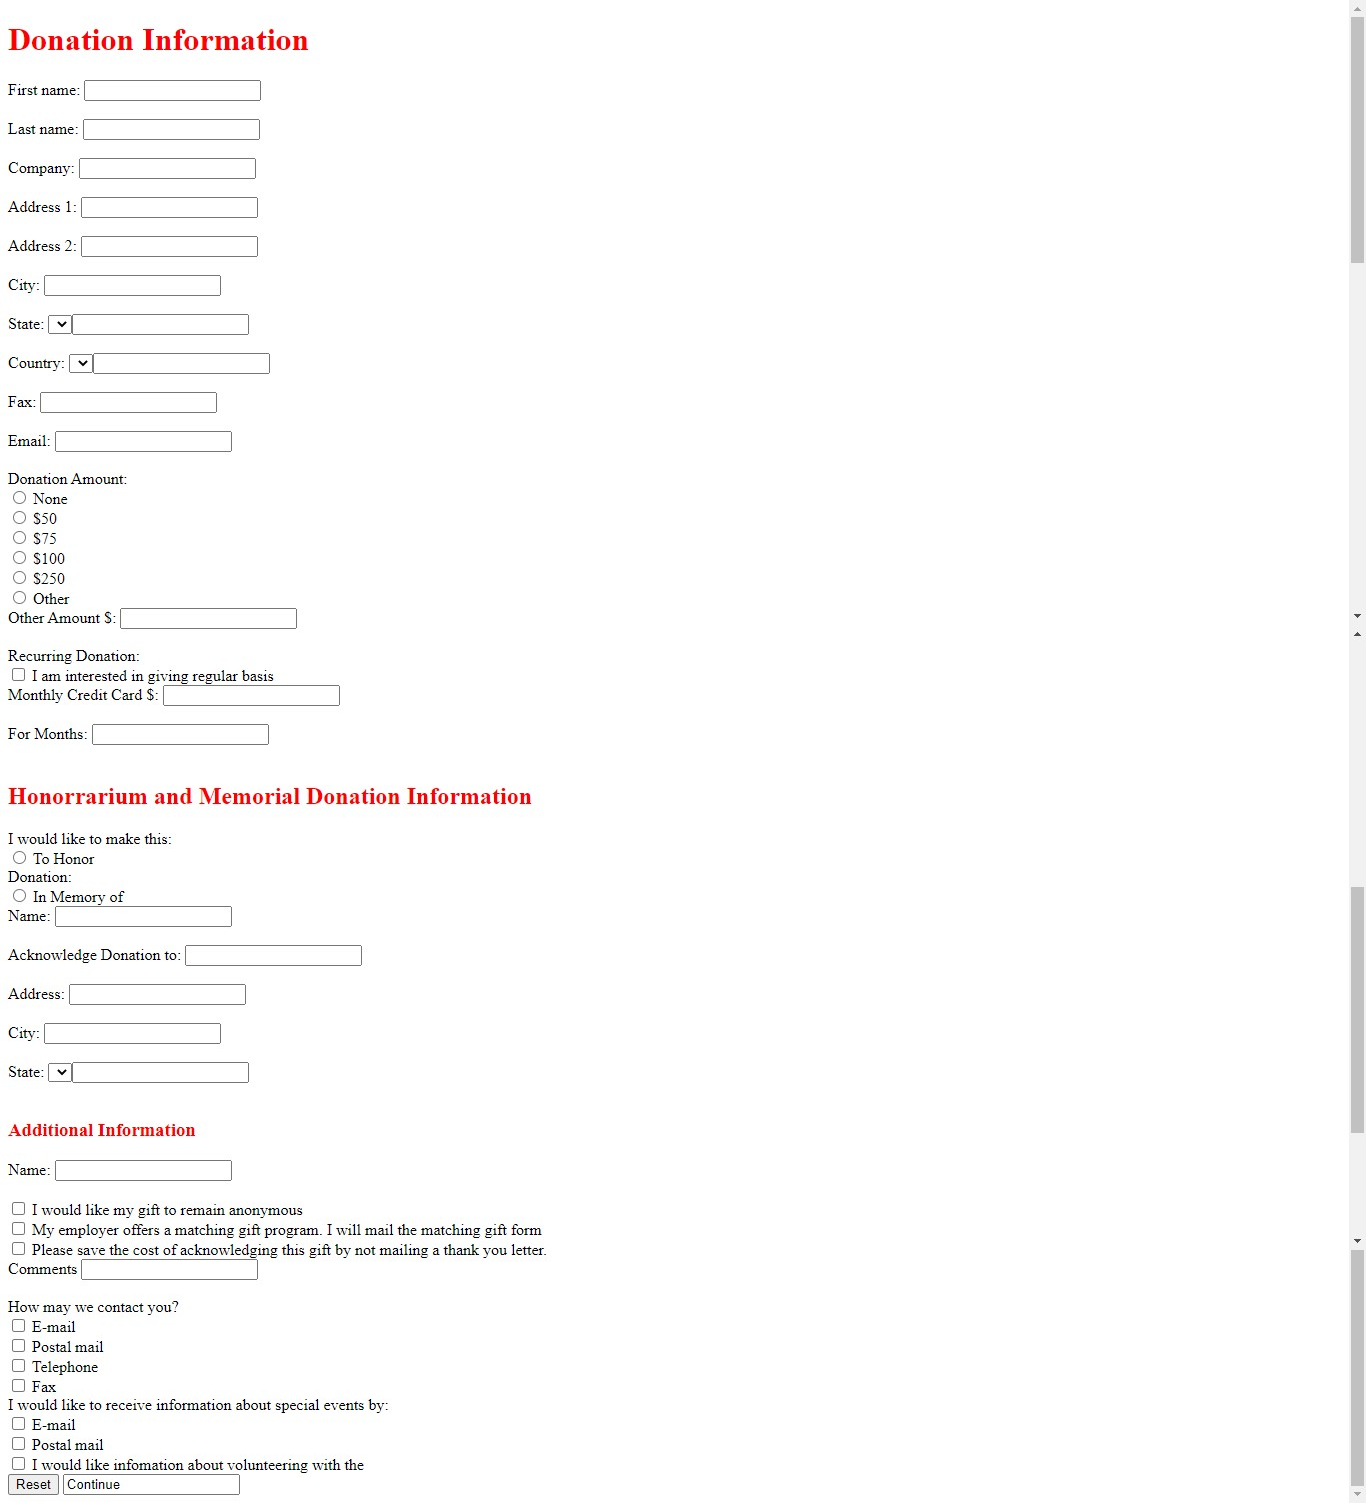 Donation Information
First name:
Last name:
Company:
Address 1:
Address 2:
City:
State:
Country:
Fax:
Email:
Donation Amount:
None
$50
$75
$100
$250
Other
Other Amount $:
Recurring Donation:
I am interested in giving regular basis
Monthly Credit Card $:
For Months:
Honorrarium and Memorial Donation Information
I would like to make this:
To Honor
Donation:
In Memory of
Name:
Acknowledge Donation to:
Address:
City:
State:
Additional Information
Name:
I would like my gift to remain anonymous
My employer offers a matching gift program. I will mail the matching gift form
Please save the cost of acknowledging this gift by not mailing a thank you letter.
Comments
How may we contact you?
E-mail
Postal mail
Telephone
Fax
I would like to receive information about special events by:
E-mail
Postal mail
I would like infomation about volunteering with the
Reset Continue